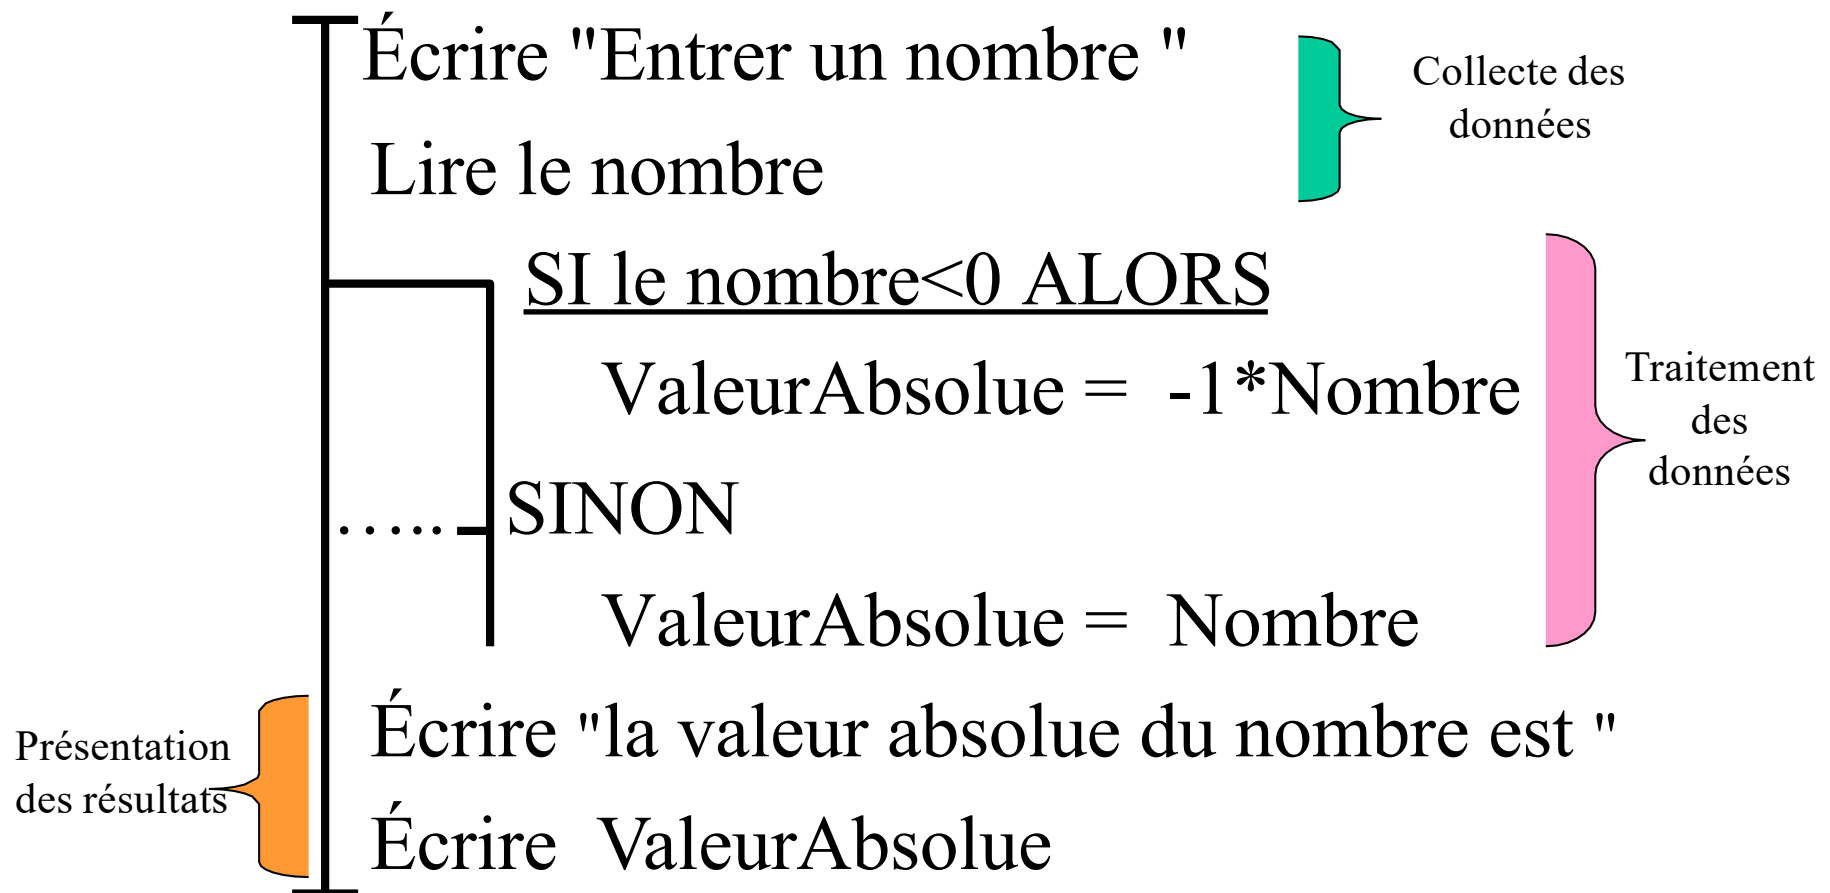 Écrire "Entrer un nombre "
Collecte des
données
Lire le nombre
SI le nombre<0 ALORS
ValeurAbsolue = -1*Nombre
Traitement
des
données
..... SINON
ValeurAbsolue = Nombre
Écrire "la valeur absolue du nombre est "
Présentation
des résultats
Écrire ValeurAbsolue